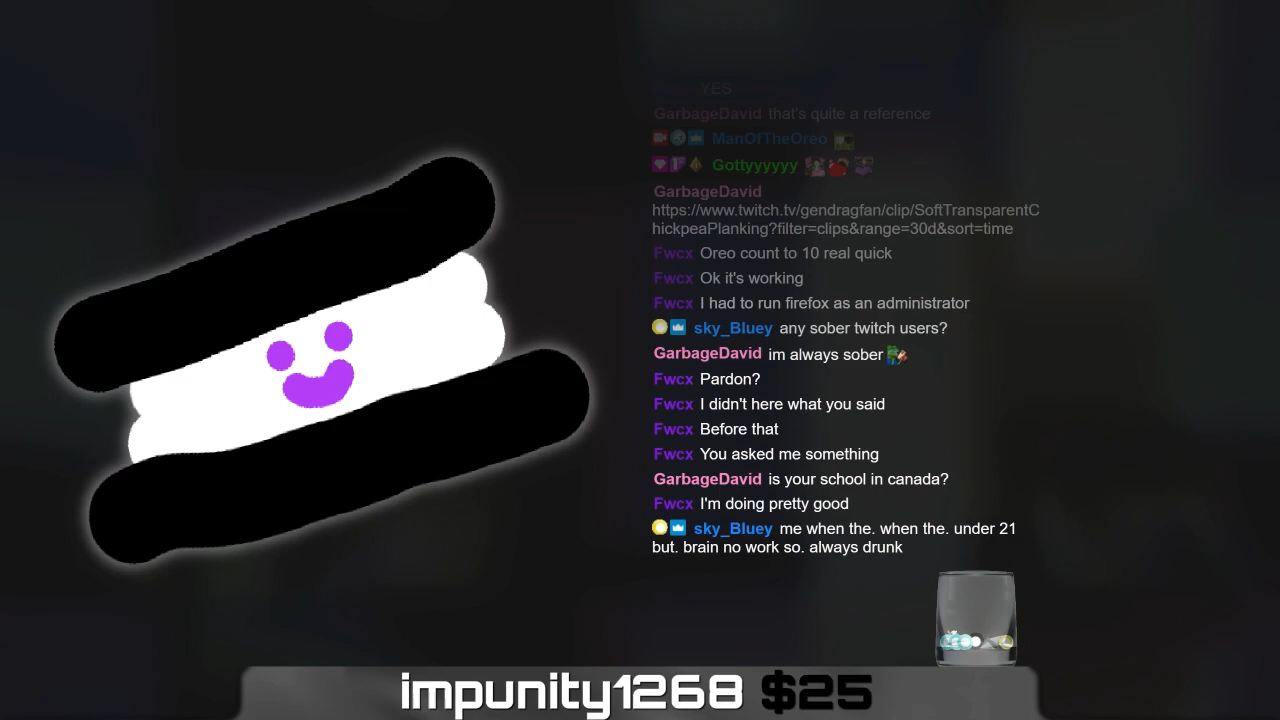 YES
GarbageDavid that's quite a reference
ManOfTheOreo
Gottyyyyyy
GarbageDavid
https://www.twitch.tv/gendragfan/clip/SoftTransparentC
hickpeaPlanking?filter=clips&range=30d&sort=time
Fwcx Oreo count to 10 real quick
Fwcx Ok it's working
Fwcx I had to run firefox as an administrator
sky_Bluey any sober twitch users?
GarbageDavid im always sober
Fwcx Pardon?
Fwcx I didn't here what you said
Fwcx Before that
Fwcx You asked me something
GarbageDavid is your school in canada?
Fwcx I'm doing pretty good
sky_Bluey me when the. when the. under 21
but. brain no work so. always drunk
impunity1268 $25